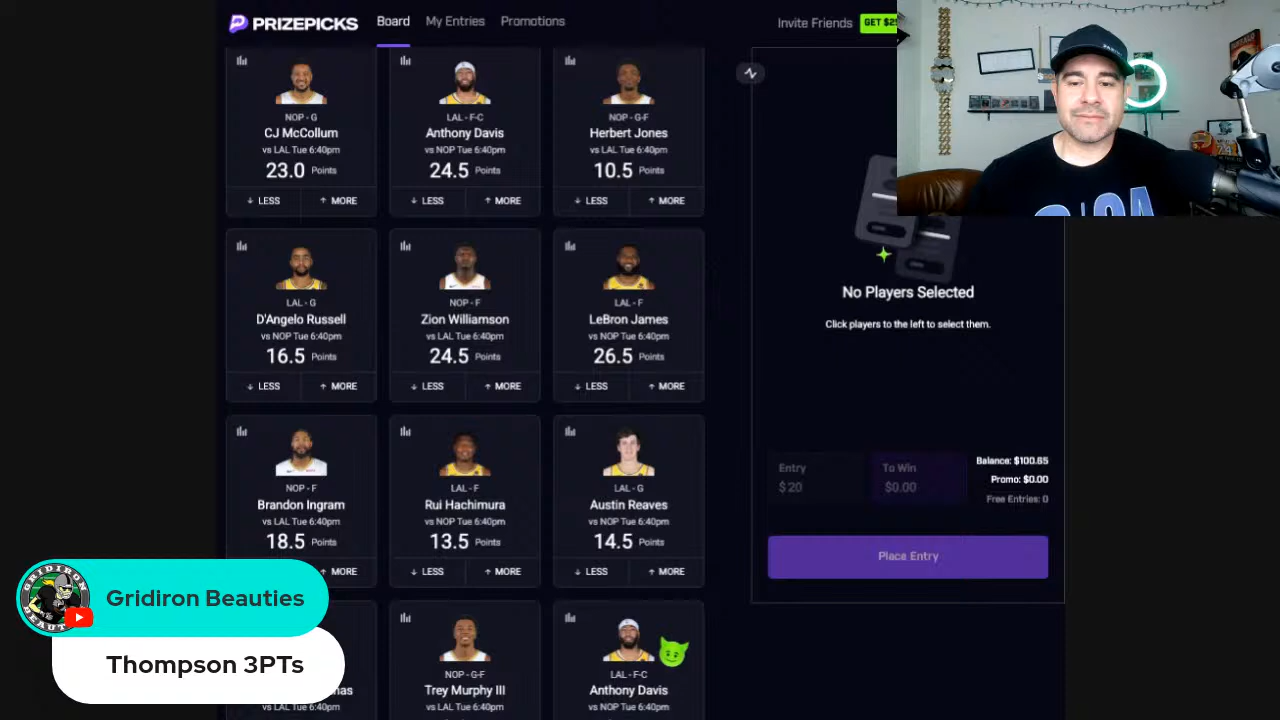 PRIZEPICKS Board My Entries Promotions Invite Friends
NOP - G
CJ McCollum
vs LAL Tue 6:40pm
23.0 Points
LESS MORE
LAL - F-C
Anthony Davis
vs NOP Tue 6:40pm
24.5 Points
LESS MORE
NOP - G-F
Herbert Jones
vs LAL Tue 6:40pm
10.5 Points
LESS MORE
LAL - G
D'Angelo Russell
vs NOP Tue 6:40pm
16.5 Points
LESS MORE
NOP - F
Zion Williamson
vs LAL Tue 6:40pm
24.5 Points
LESS MORE
LAL - F
LeBron James
vs NOP Tue 6:40pm
26.5 Points
LESS MORE
NOP - F
Brandon Ingram
vs LAL Tue 6:40pm
18.5 Points
MORE
LAL - F
Rui Hachimura
vs NOP Tue 6:40pm
13.5 Points
LESS MORE
LAL - G
Austin Reaves
vs NOP Tue 6:40pm
14.5 Points
LESS MORE
NOP - G-F
Trey Murphy III
vs LAL Tue 6:40pm
LAL - F-C
Anthony Davis
vs NOP Tue 6:40pm
No Players Selected
Click players to the left to select them.
Entry
$ 20
To Win
$0.00
Balance: $100.65
Promo: $0.00
Free Entries: 0
Place Entry
GRIDIRON
Gridiron Beauties
Thompson 3PTs